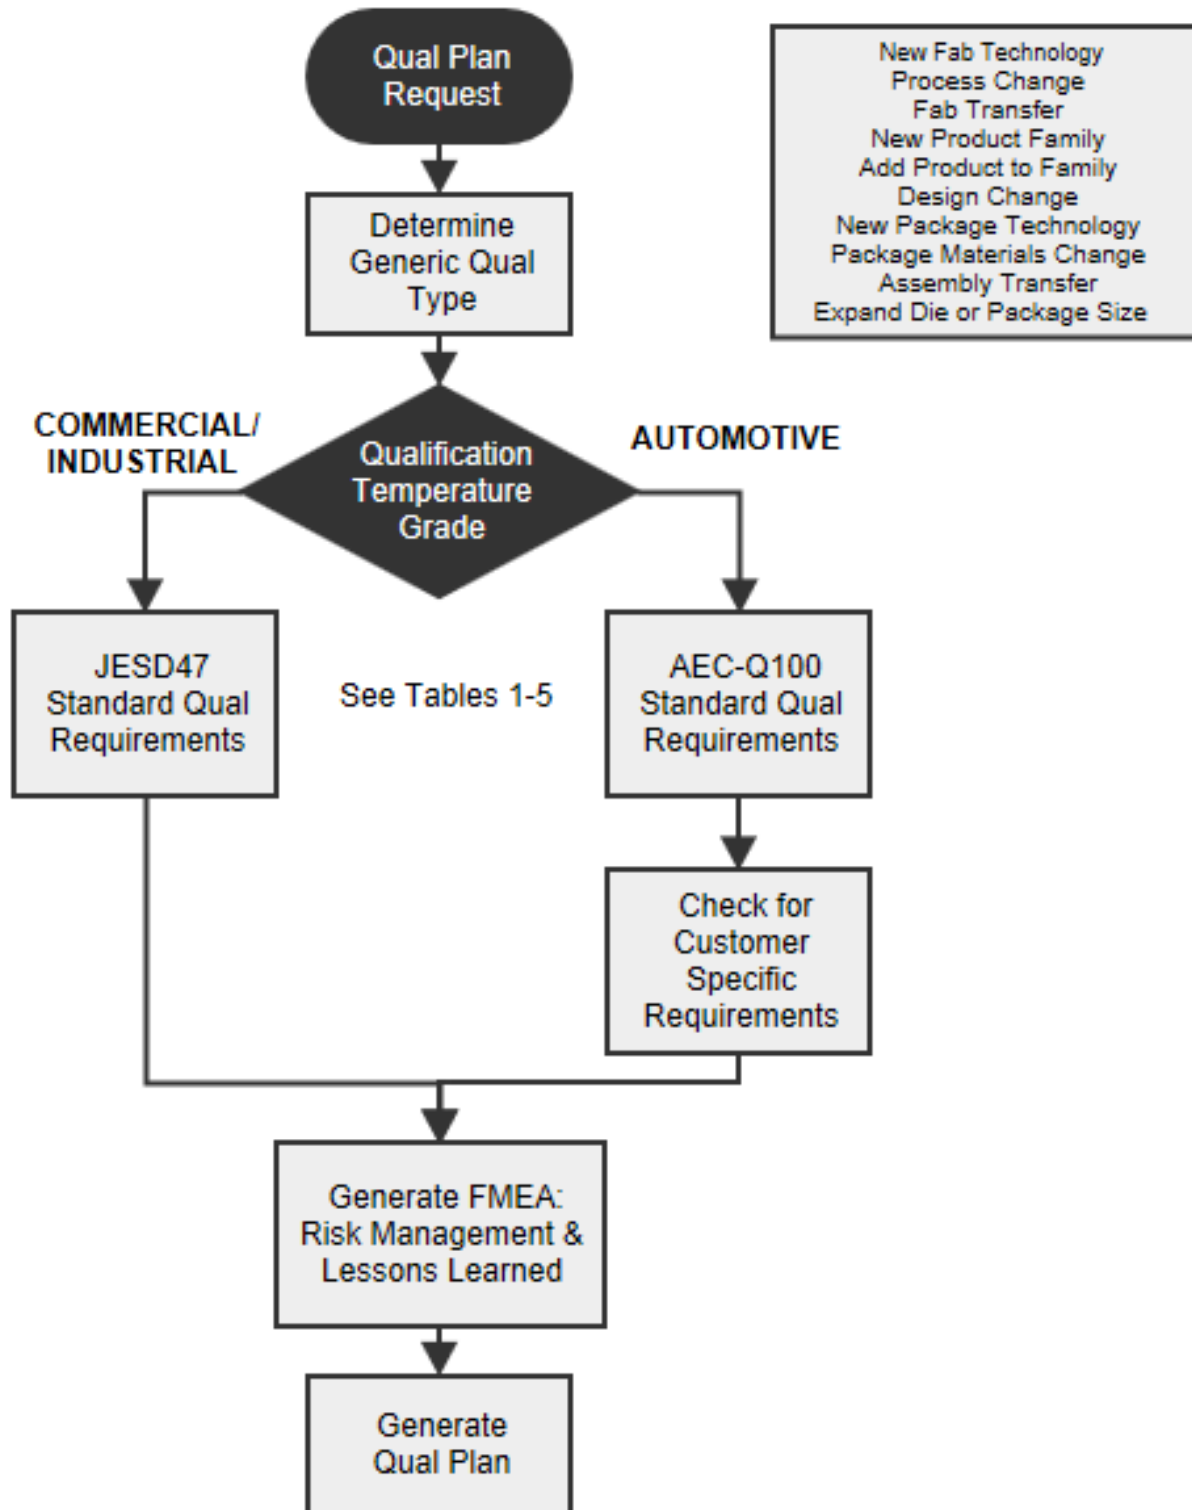 Qual Plan
Request
New Fab Technology
Process Change
Fab Transfer
New Product Family
Add Product to Family
Design Change
New Package Technology
Package Materials Change
Assembly Transfer
Expand Die or Package Size
Determine
Generic Qual
Type
COMMERCIAL/
INDUSTRIAL
Qualification
Temperature
Grade
AUTOMOTIVE
JESD47
Standard Qual
Requirements
See Tables 1-5
AEC-Q100
Standard Qual
Requirements
Check for
Customer
Specific
Requirements
Generate FMEA:
Risk Management &
Lessons Learned
Generate
Qual Plan